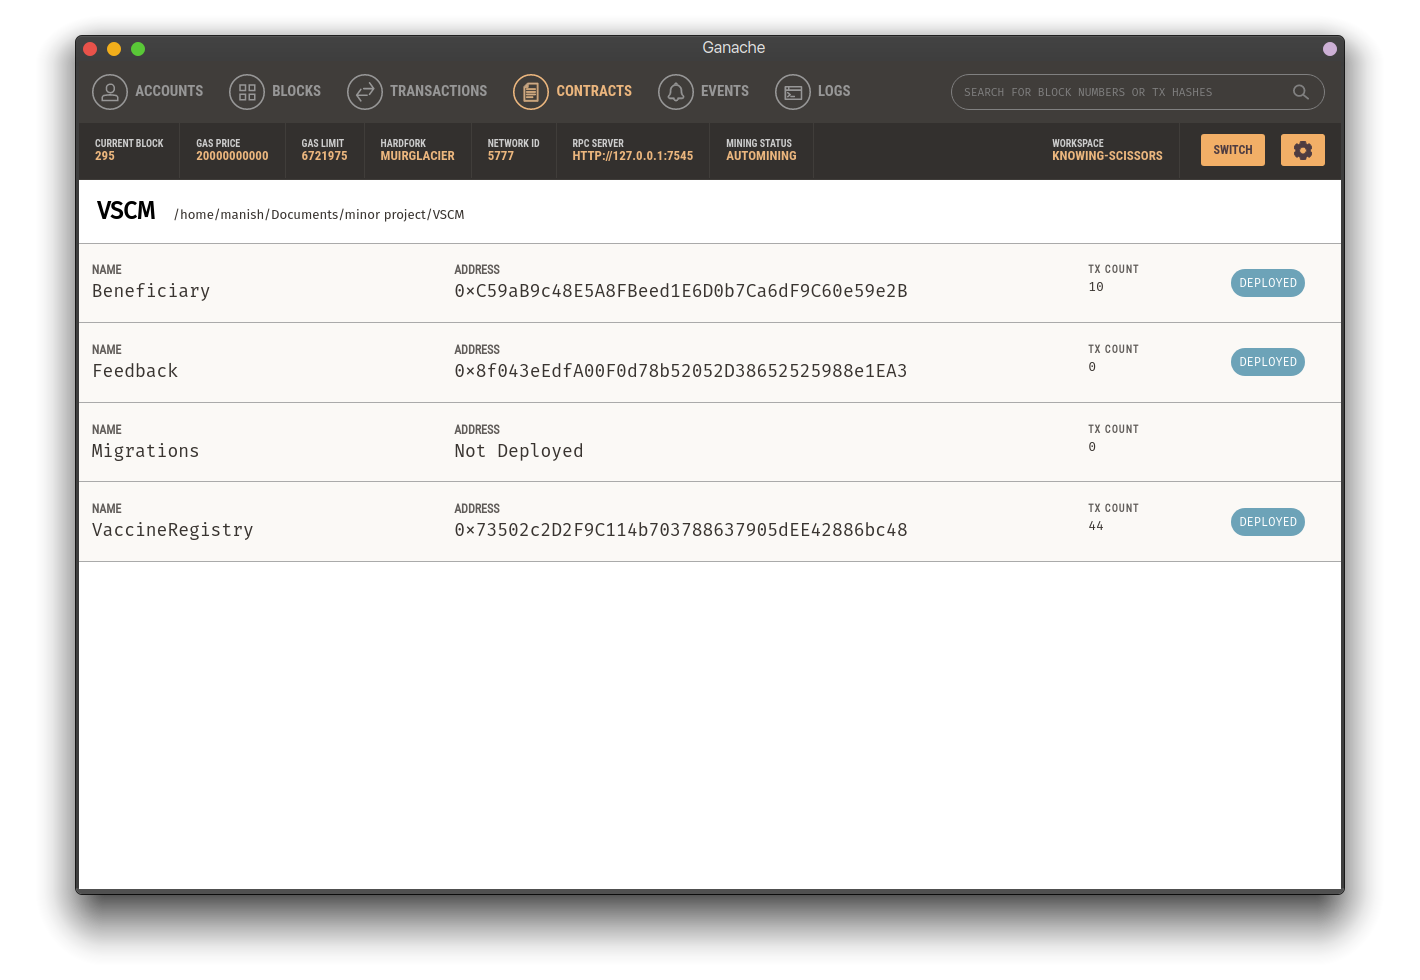 Ganache
ACCOUNTS BLOCKS TRANSACTIONS CONTRACTS EVENTS LOGS SEARCH FOR BLOCK NUMBERS OR TX HASHES
CURRENT BLOCK GAS PRICE GAS LIMIT HARDFORK NETWORK ID RPC SERVER MINING STATUS WORKSPACE
295 20000000000 6721975 MUIRGLACIER 5777 HTTP://127.0.0.1:7545 AUTOMINING KNOWING-SCISSORS SWITCH
VSCM /home/manish/Documents/minor project/VSCM
NAME ADDRESS TX COUNT
Beneficiary 0×C59aB9c48E5A8FBeed1E6D0b7Ca6dF9C60e59e2B 10 DEPLOYED
NAME ADDRESS TX COUNT
Feedback 0×8f043eEdfA00F0d78b52052D38652525988e1EA3 0 DEPLOYED
NAME ADDRESS TX COUNT
Migrations Not Deployed 0
NAME ADDRESS TX COUNT
VaccineRegistry 0×73502c2D2F9C114b703788637905dEE42886bc48 44 DEPLOYED